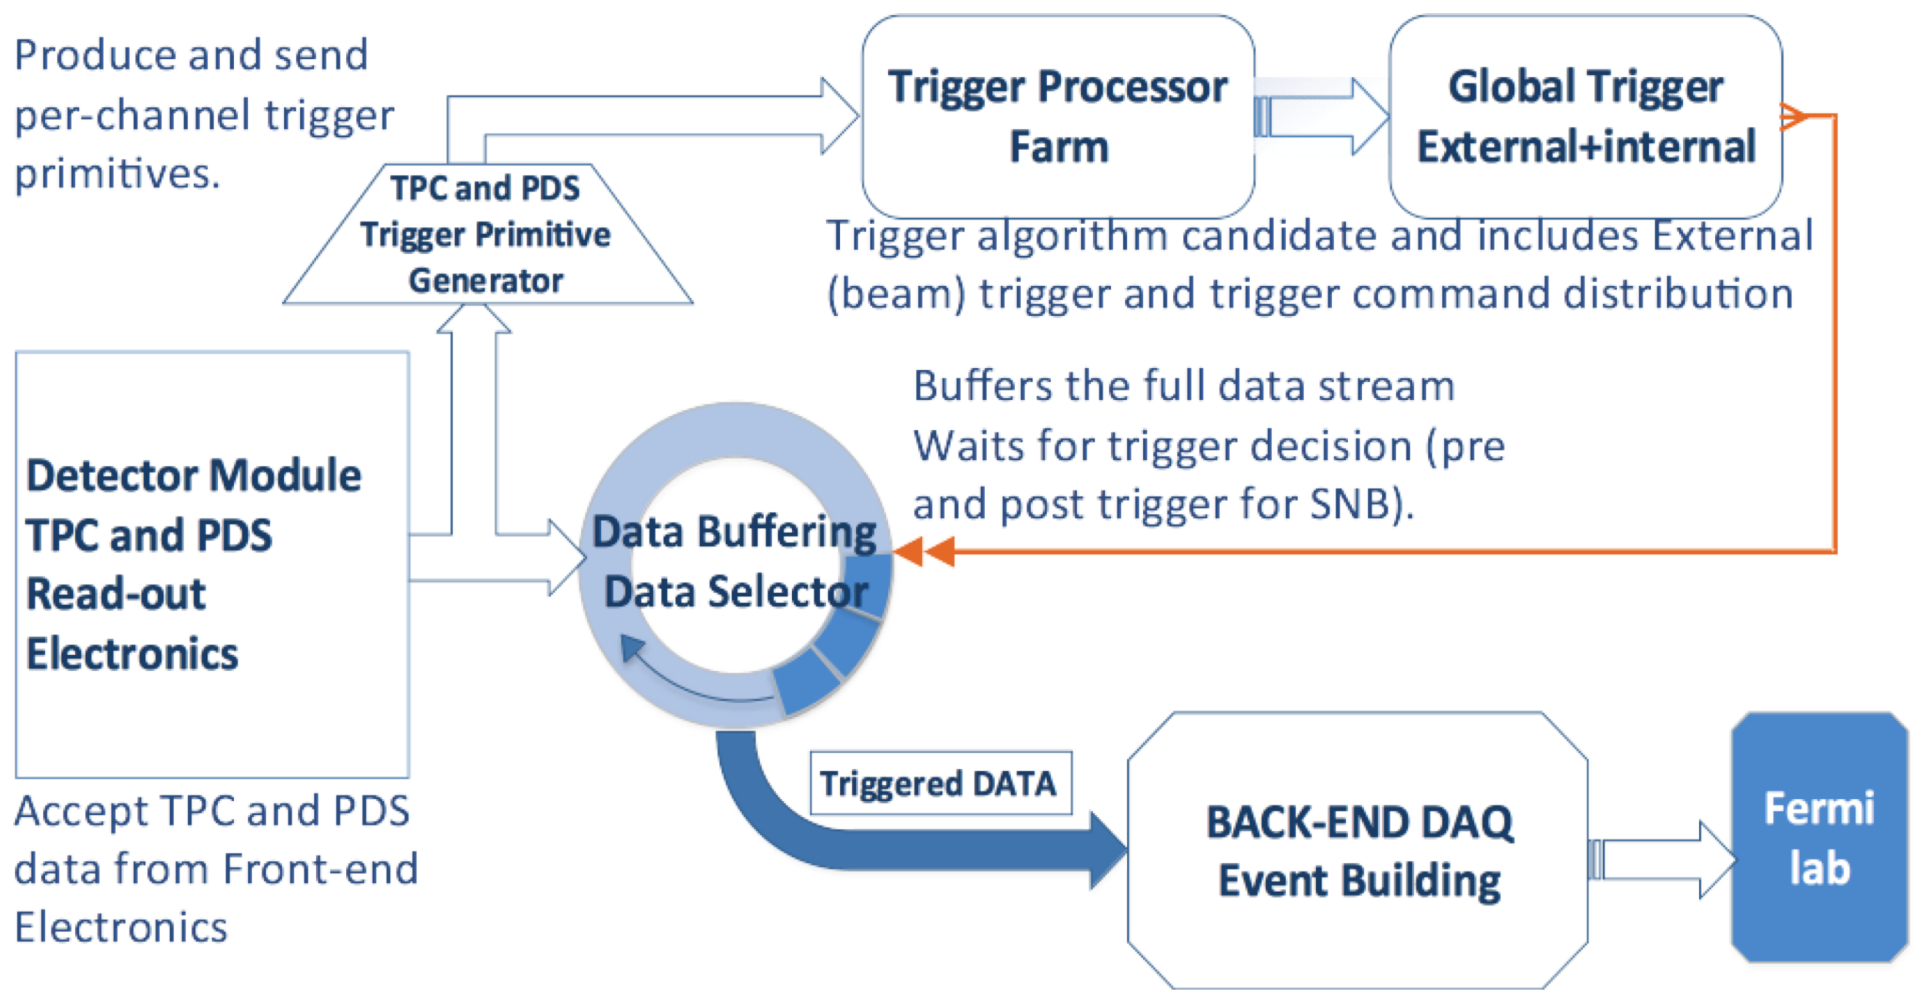 Produce and send
per-channel trigger
primitives.
Trigger Processor
Farm
Global Trigger
External+internal
TPC and PDS
Trigger Primitive
Generator
Trigger algorithm candidate and includes External
(beam) trigger and trigger command distribution
Buffers the full data stream
Waits for trigger decision (pre
and post trigger for SNB).
Detector Module
TPC and PDS
Read-out
Electronics
Data Buffering
Data Selector
Accept TPC and PDS
data from Front-end
Electronics
Triggered DATA
BACK-END DAQ
Event Building
Fermi
lab